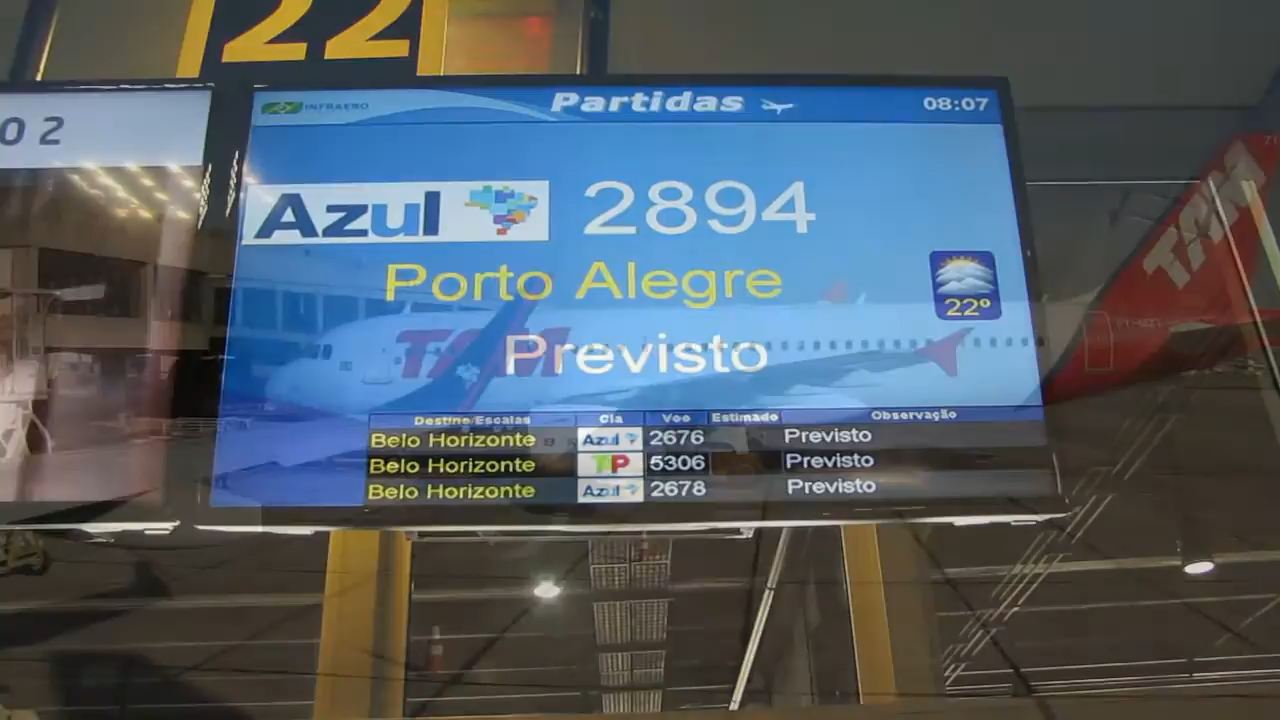 22
O 2
INFRAERO
Partidas
08:07
Azul 2894
Porto Alegre
22º
TAM
Previsto
TAM
Destino/Escalas Cia Voo Estimado Observação
Belo Horizonte Azul 2676 Previsto
Belo Horizonte TP 5306 Previsto
Belo Horizonte Azul 2678 Previsto